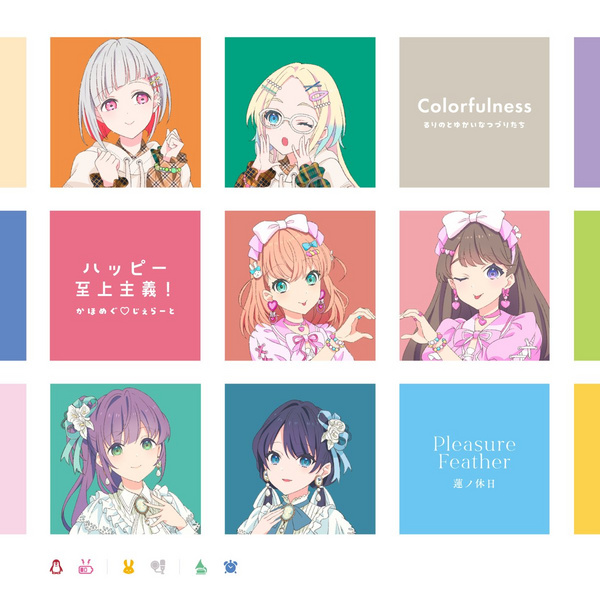 Colorfulness
るりのとゆかいなつづりたち
ハッピー
至上主義!
かほめぐ♡じぇらーと
Pleasure
Feather
蓮ノ休日